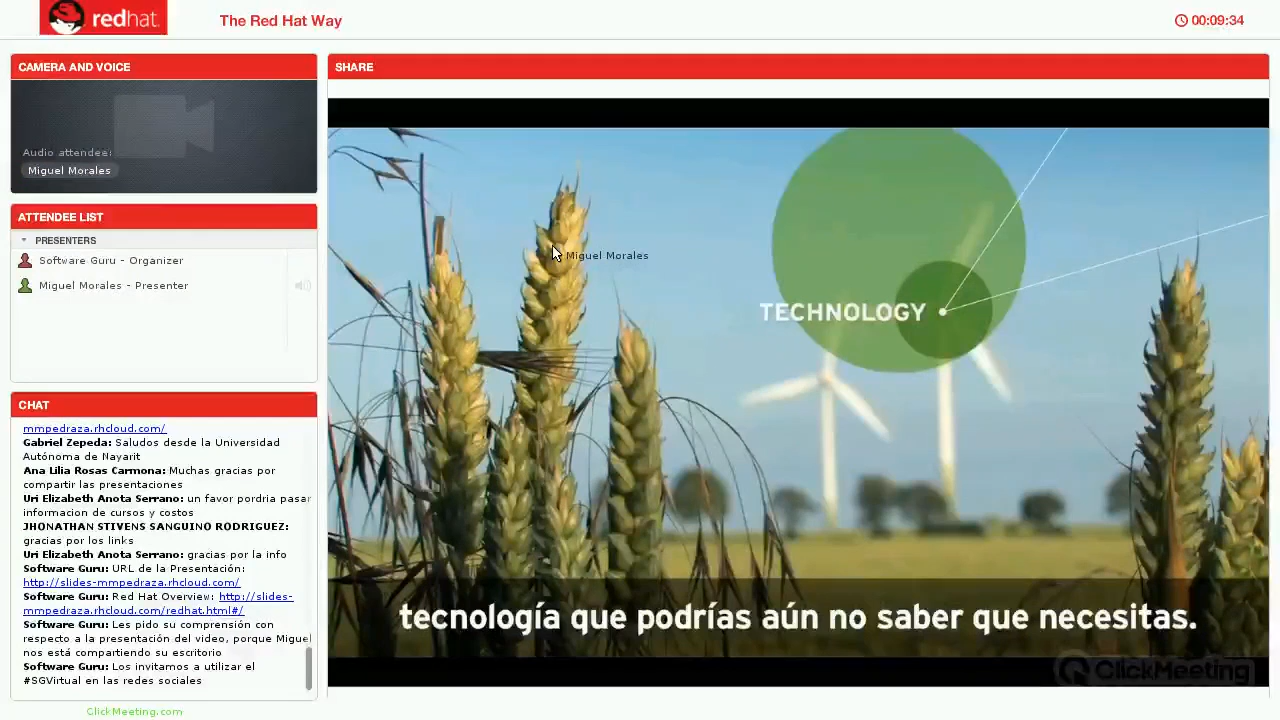 redhat.
The Red Hat Way
00:09:34
CAMERA AND VOICE
Audio attendees
Miguel Morales
ATTENDEE LIST
PRESENTERS
Software Guru - Organizer
Miguel Morales - Presenter
CHAT
mmpedraza.rhcloud.com/
Gabriel Zepeda: Saludos desde la Universidad
Autónoma de Nayarit
Ana Lilia Rosas Carmona: Muchas gracias por
compartir las presentaciones
Uri Elizabeth Anota Serrano: un favor pordria pasar
informacion de cursos y costos
JHONATHAN STIVENS SANGUINO RODRIGUEZ:
gracias por los links
Uri Elizabeth Anota Serrano: gracias por la info
Software Guru: URL de la Presentación:
http://slides-mmpedraza.rhcloud.com/
Software Guru: Red Hat Overview: http://slides-
mmpedraza.rhcloud.com/redhat.html#/
Software Guru: Les pido su comprensión con
respecto a la presentación del video, porque Miguel
nos está compartiendo su escritorio
Software Guru: Los invitamos a utilizar el
#SGVirtual en las redes sociales
ClickMeeting.com
SHARE
Miguel Morales
TECHNOLOGY
tecnología que podrías aún no saber que necesitas.
ClickMeeting